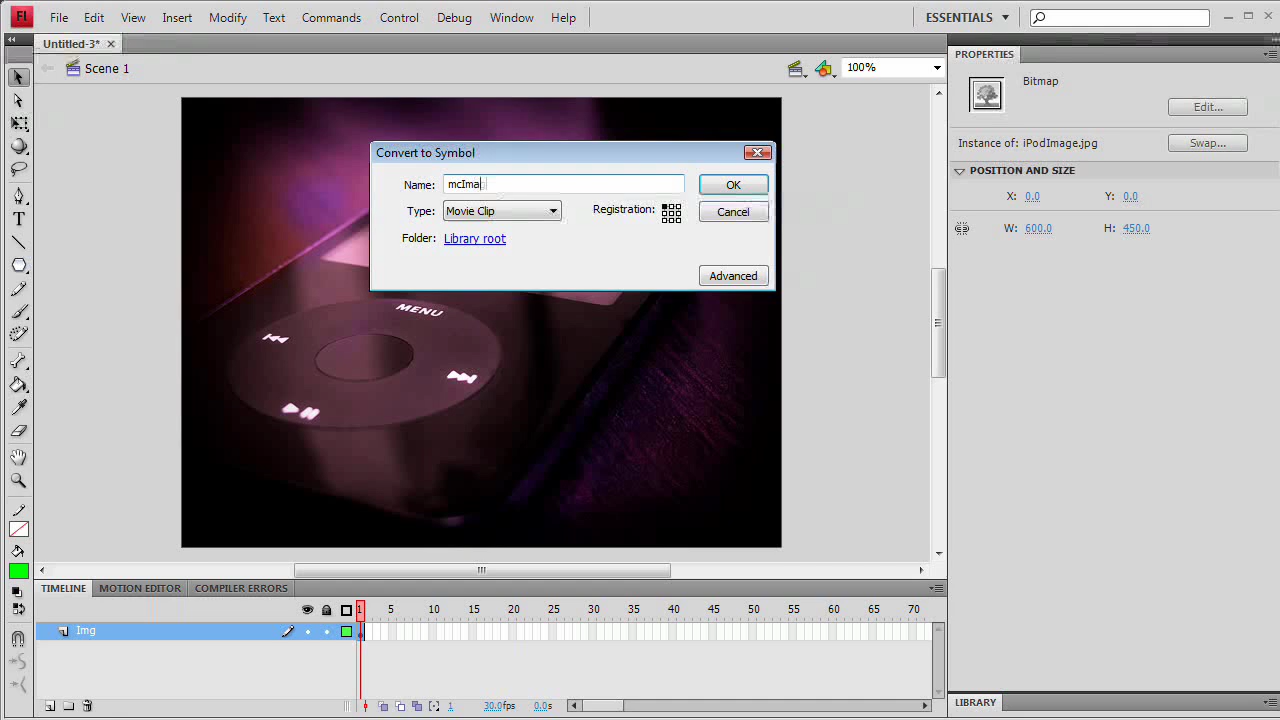 Fl File Edit View Insert Modify Text Commands Control Debug Window Help ESSENTIALS
Untitled-3*
Scene 1 100%
PROPERTIES
Bitmap
Edit...
Instance of: iPodImage.jpg Swap...
POSITION AND SIZE
X: 0.0 Y: 0.0
W: 600.0 H: 450.0
Convert to Symbol
Name: mcIma OK
Type: Movie Clip Registration: Cancel
Folder: Library root
Advanced
MENU
TIMELINE MOTION EDITOR COMPILER ERRORS
1 5 10 15 20 25 30 35 40 45 50 55 60 65 70
Img
1 30.0fps 0.0s
LIBRARY